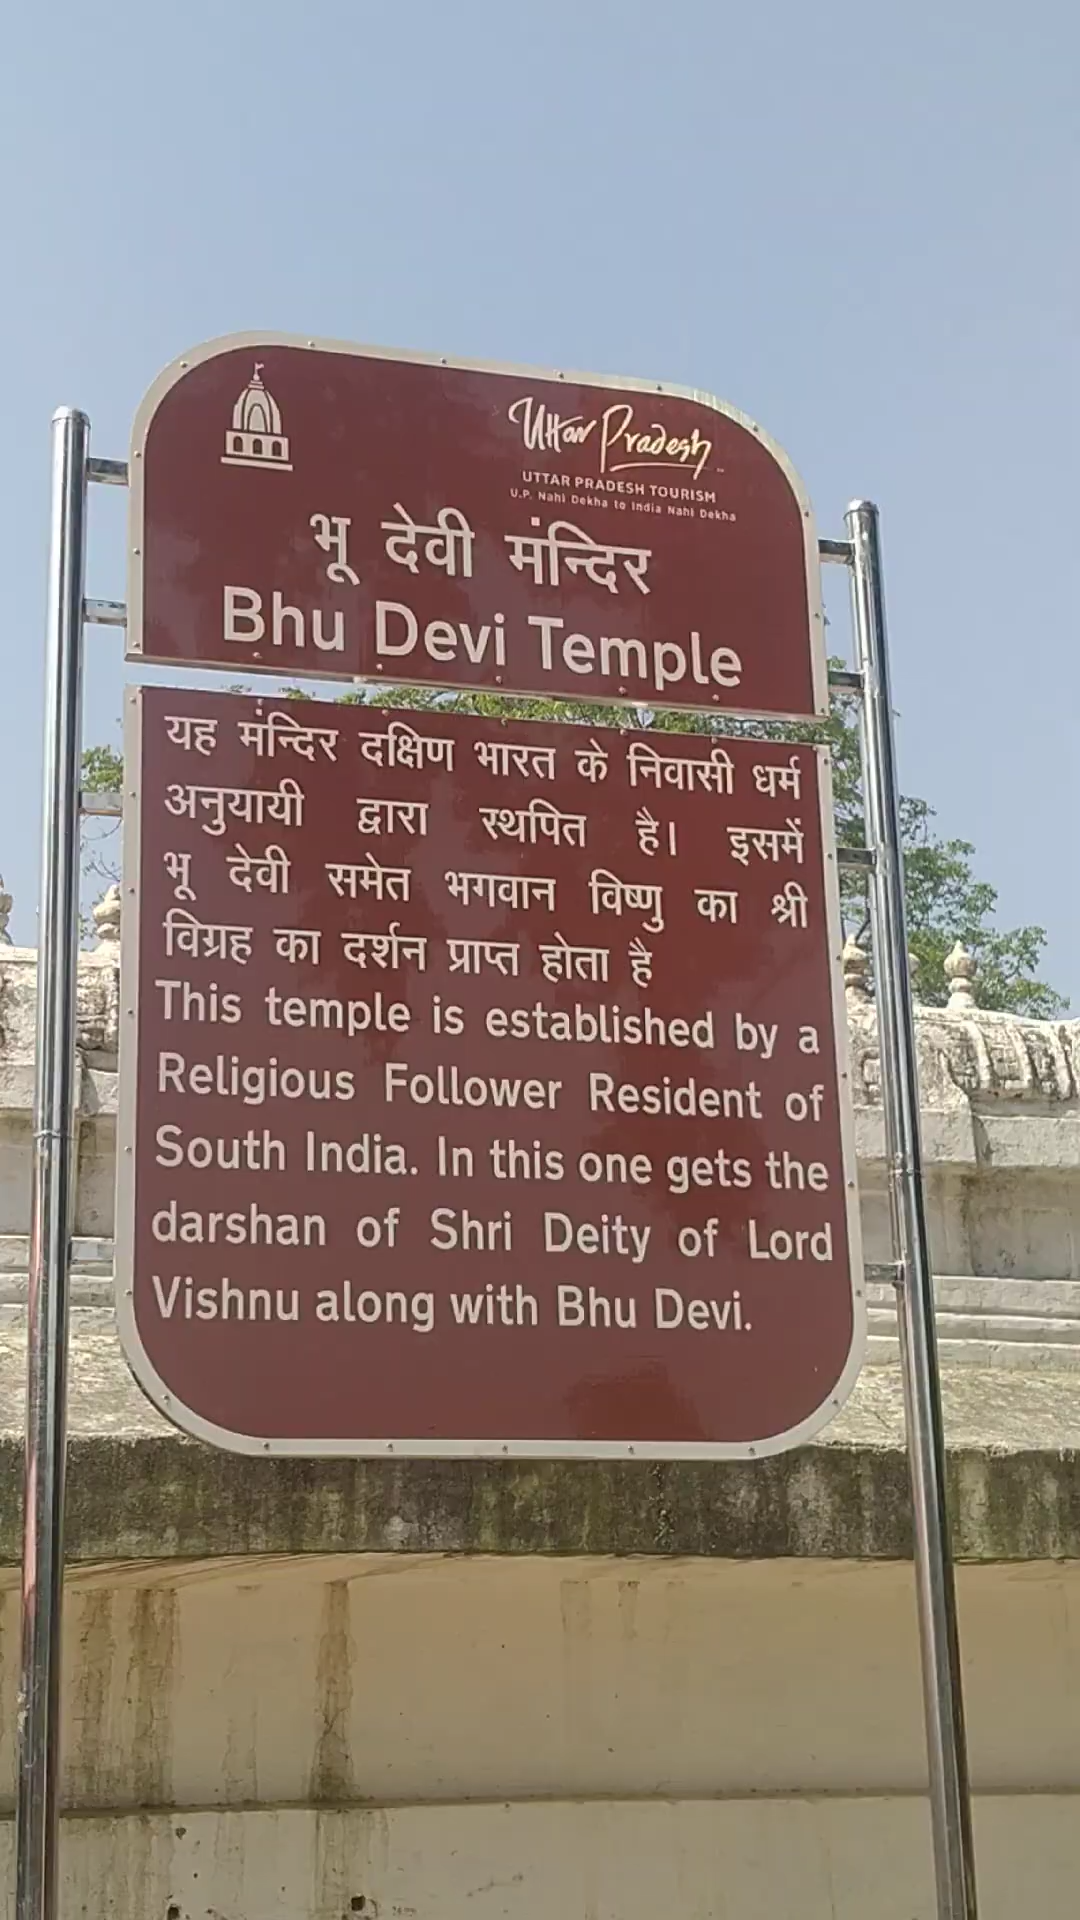 Uttar Pradesh
UTTAR PRADESH TOURISM
U.P. Nahi Dekha to India Nahi Dekha
भू देवी मंन्दिर
Bhu Devi Temple
यह मंन्दिर दक्षिण भारत के निवासी धर्म
अनुयायी द्वारा स्थपित है। इसमें
भू देवी समेत भगवान विष्णु का श्री
विग्रह का दर्शन प्राप्त होता है
This temple is established by a
Religious Follower Resident of
South India. In this one gets the
darshan of Shri Deity of Lord
Vishnu along with Bhu Devi.